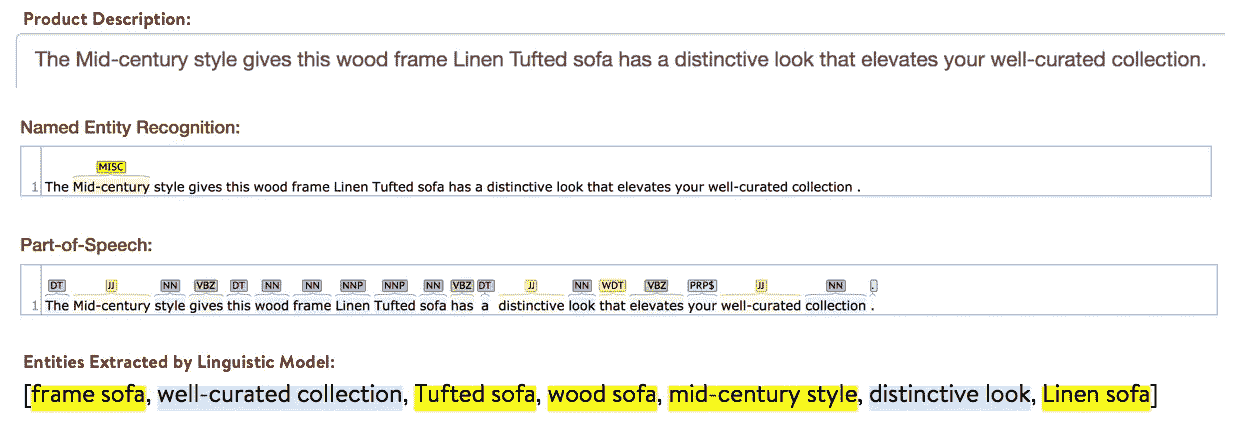 Product Description:
The Mid-century style gives this wood frame Linen Tufted sofa has a distinctive look that elevates your well-curated collection.
Named Entity Recognition:
MISC
1 The Mid-century style gives this wood frame Linen Tufted sofa has a distinctive look that elevates your well-curated collection .
Part-of-Speech:
DT JJ NN VBZ DT NN NN NNP NNP NN VBZ DT JJ NN WDT VBZ PRP$ JJ NN .
1 The Mid-century style gives this wood frame Linen Tufted sofa has a distinctive look that elevates your well-curated collection .
Entities Extracted by Linguistic Model:
[frame sofa, well-curated collection, Tufted sofa, wood sofa, mid-century style, distinctive look, Linen sofa]